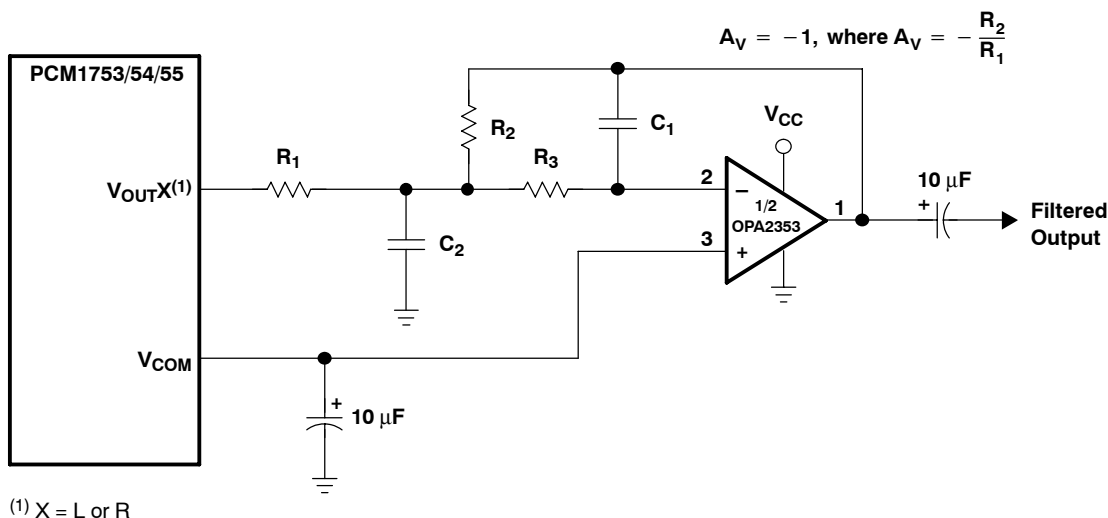 A_V = −1, where A_V = − R_2 / R_1
PCM1753/54/55
R_2
C_1
V_CC
R_1
R_3
V_OUTX(1)
2
−
1/2
OPA2353
1
10 μF
+
Filtered
Output
C_2
3
+
V_COM
+
10 μF
(1) X = L or R